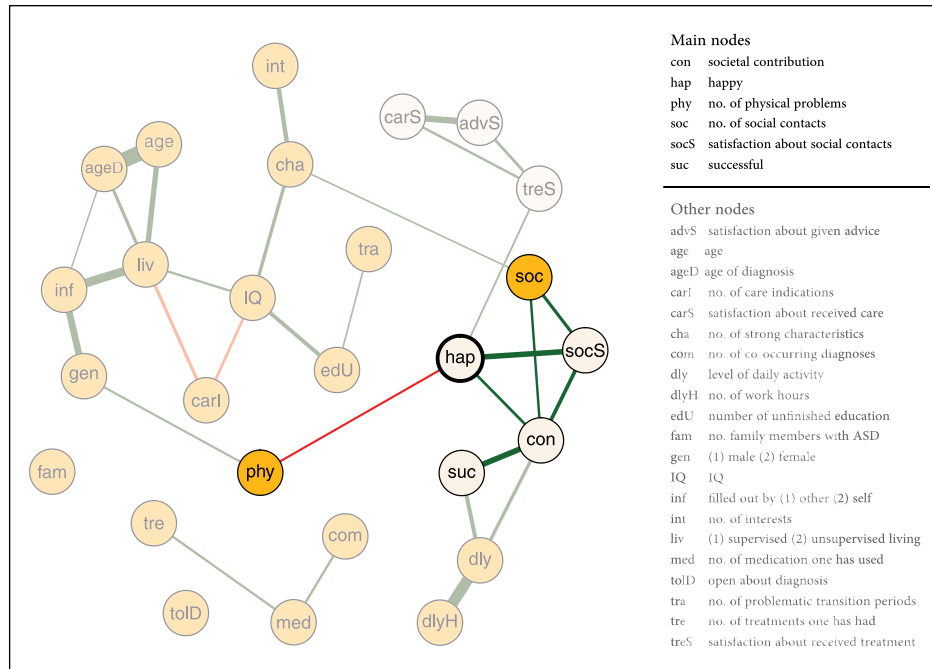 int
carS
advS
age
ageD
cha
treS
tra
liv
soc
inf
IQ
socS
hap
gen
edU
carI
con
fam
phy
suc
tre
com
dly
tolD
med
dlyH
Main nodes
con societal contribution
hap happy
phy no. of physical problems
soc no. of social contacts
socS satisfaction about social contacts
suc successful
Other nodes
advS satisfaction about given advice
age age
ageD age of diagnosis
carI no. of care indications
carS satisfaction about received care
cha no. of strong characteristics
com no. of co occurring diagnoses
dly level of daily activity
dlyH no. of work hours
edU number of unfinished education
fam no. family members with ASD
gen (1) male (2) female
IQ IQ
inf filled out by (1) other (2) self
int no. of interests
liv (1) supervised (2) unsupervised living
med no. of medication one has used
tolD open about diagnosis
tra no. of problematic transition periods
tre no. of treatments one has had
treS satisfaction about received treatment